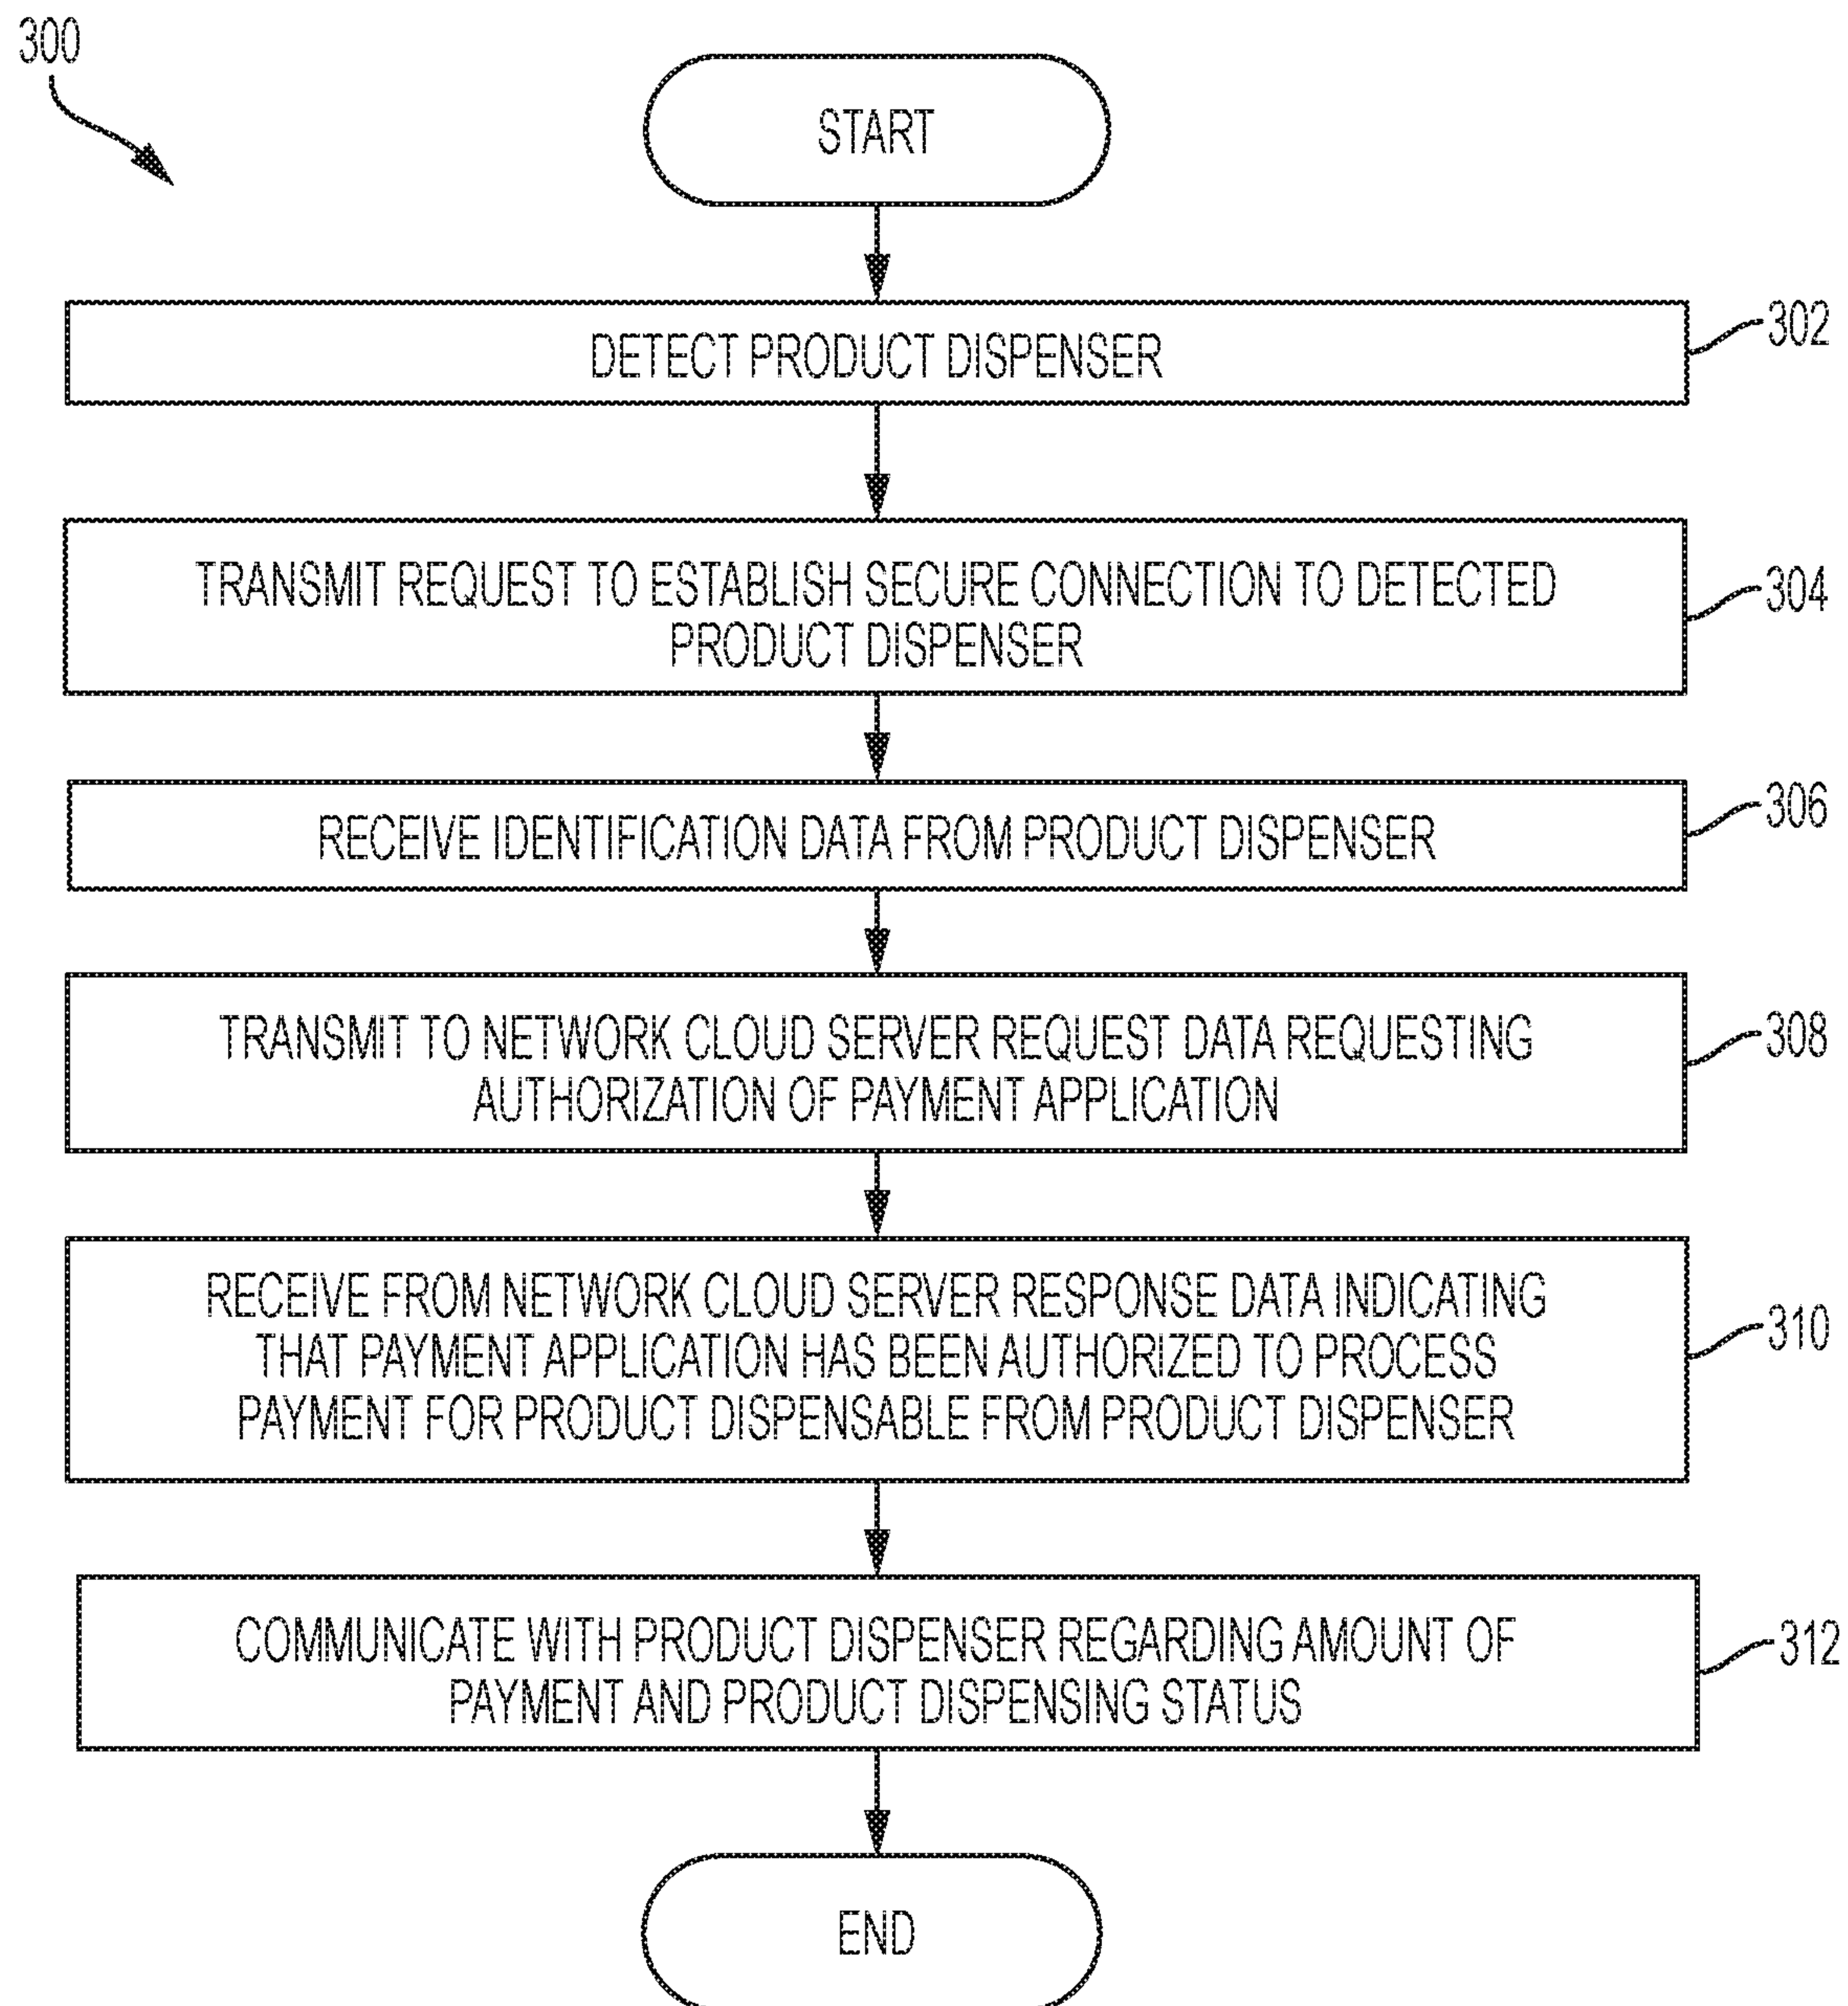 300
START
DETECT PRODUCT DISPENSER
302
TRANSMIT REQUEST TO ESTABLISH SECURE CONNECTION TO DETECTED
PRODUCT DISPENSER
304
RECEIVE IDENTIFICATION DATA FROM PRODUCT DISPENSER
306
TRANSMIT TO NETWORK CLOUD SERVER REQUEST DATA REQUESTING
AUTHORIZATION OF PAYMENT APPLICATION
308
RECEIVE FROM NETWORK CLOUD SERVER RESPONSE DATA INDICATING
THAT PAYMENT APPLICATION HAS BEEN AUTHORIZED TO PROCESS
PAYMENT FOR PRODUCT DISPENSABLE FROM PRODUCT DISPENSER
310
COMMUNICATE WITH PRODUCT DISPENSER REGARDING AMOUNT OF
PAYMENT AND PRODUCT DISPENSING STATUS
312
END